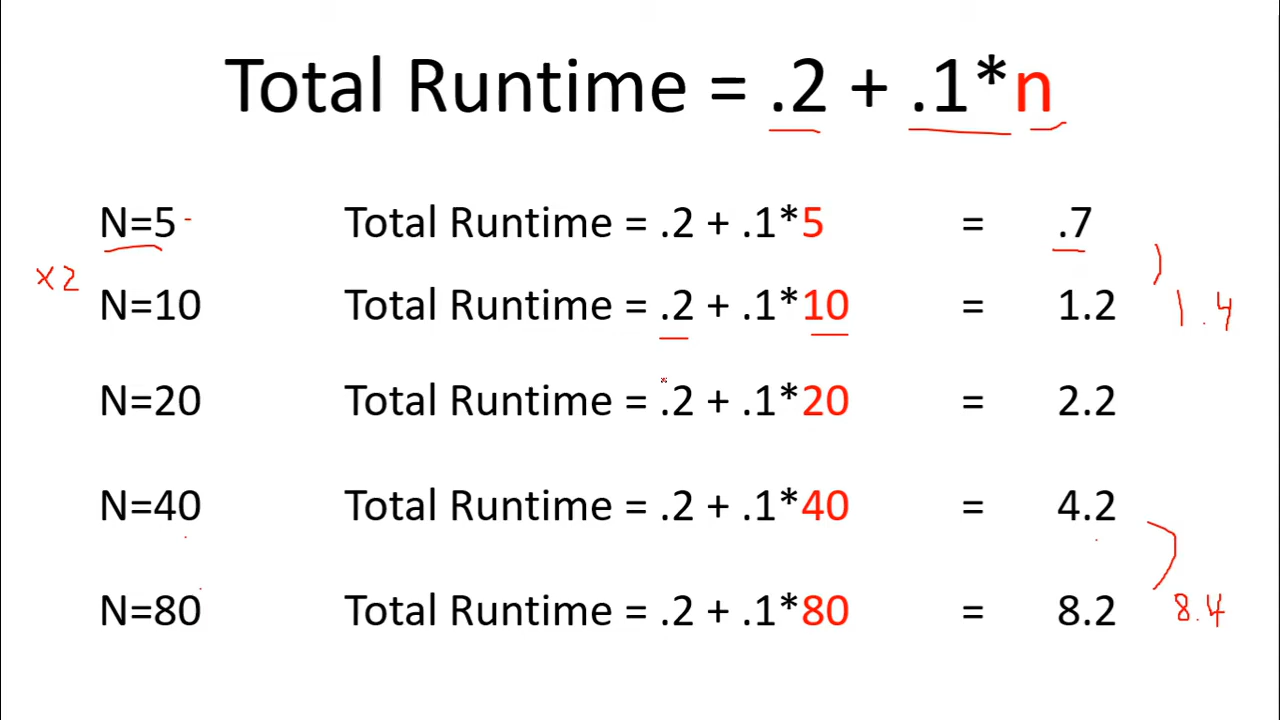 Total Runtime = .2 + .1*n
N=5 Total Runtime = .2 + .1*5 = .7
x2
N=10 Total Runtime = .2 + .1*10 = 1.2 1.4
N=20 Total Runtime = .2 + .1*20 = 2.2
N=40 Total Runtime = .2 + .1*40 = 4.2
N=80 Total Runtime = .2 + .1*80 = 8.2 8.4